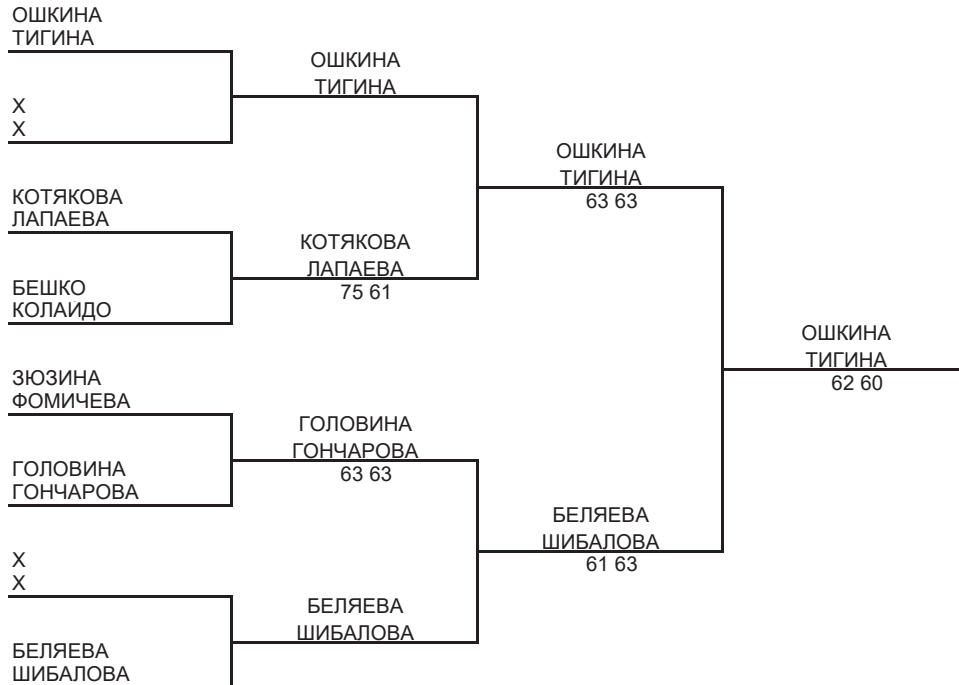 ОШКИНА
ТИГИНА
Х
Х
КОТЯКОВА
ЛАПАЕВА
БЕШКО
КОЛАИДО
ЗЮЗИНА
ФОМИЧЕВА
ГОЛОВИНА
ГОНЧАРОВА
Х
Х
БЕЛЯЕВА
ШИБАЛОВА
ОШКИНА
ТИГИНА
КОТЯКОВА
ЛАПАЕВА
75 61
ГОЛОВИНА
ГОНЧАРОВА
63 63
БЕЛЯЕВА
ШИБАЛОВА
ОШКИНА
ТИГИНА
63 63
БЕЛЯЕВА
ШИБАЛОВА
61 63
ОШКИНА
ТИГИНА
62 60